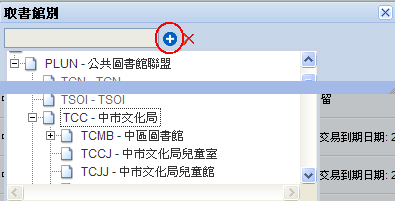 取書館別
PLUN - 公共圖書館聯盟
TCN - TCN
TSOI - TSOI
留
TCC - 中市文化局
TCMB - 中區圖書館
交易到期日期: 2
TCCJ - 中市文化局兒童室
TCJJ - 中市文化局兒童館
交易到期日期: 2